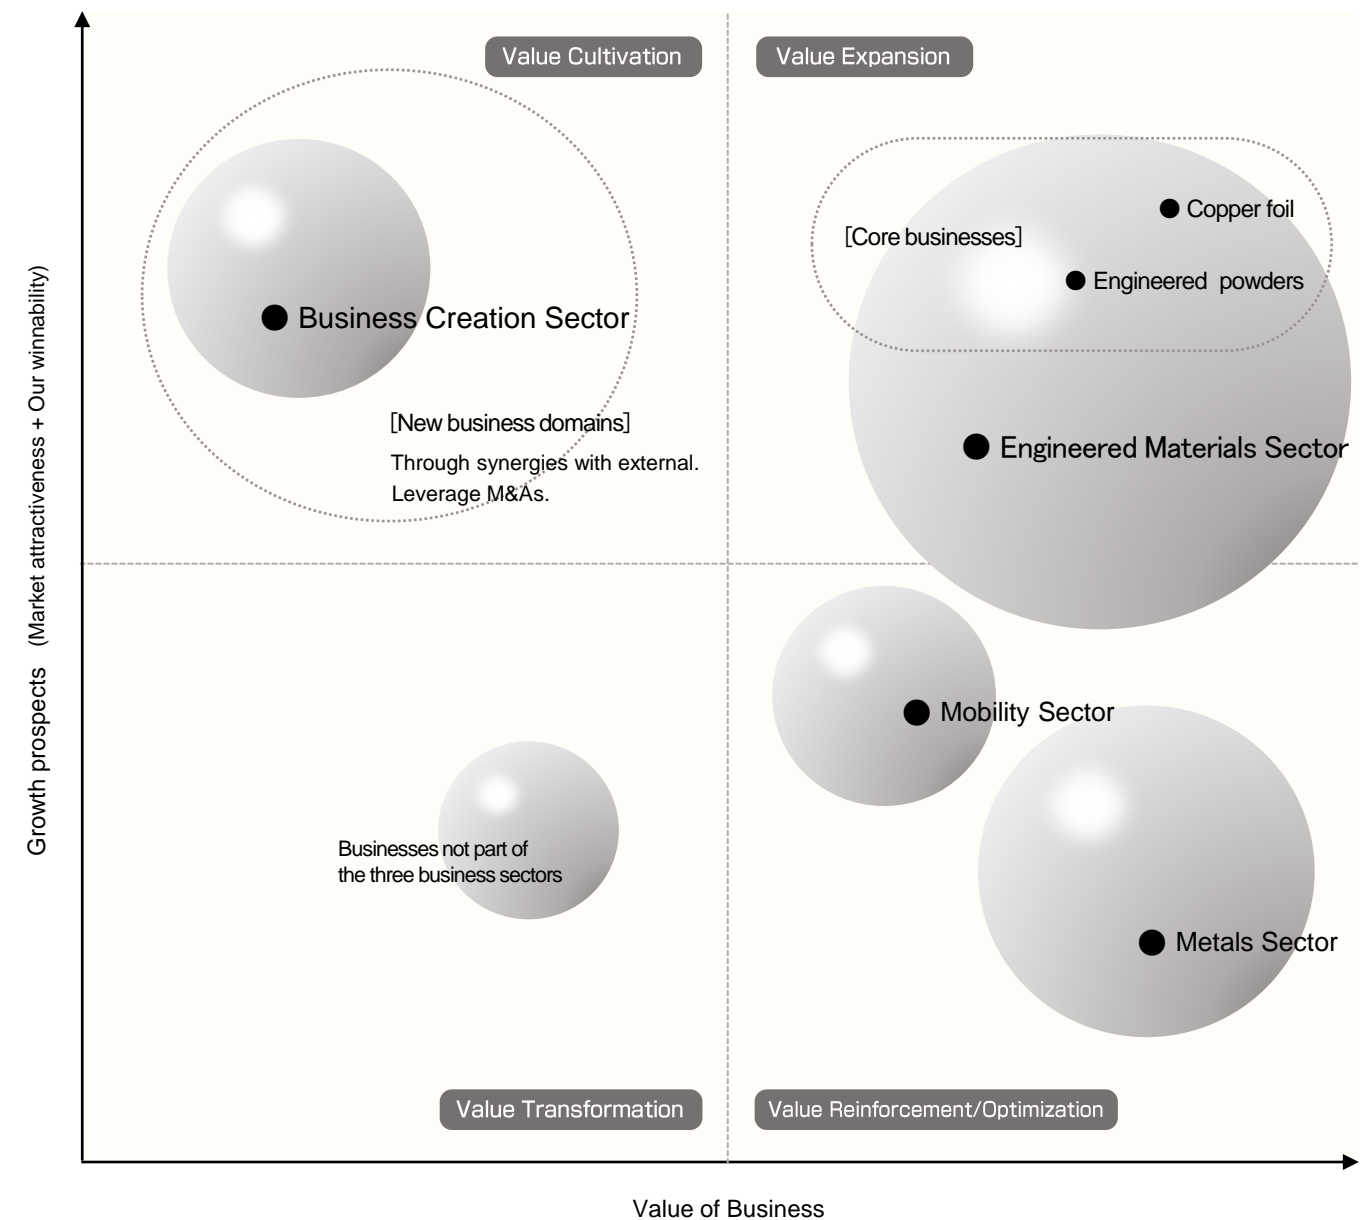 Value Cultivation
Value Expansion
Copper foil
[Core businesses]
Engineered powders
Business Creation Sector
[New business domains]
Through synergies with external.
Leverage M&As.
Engineered Materials Sector
Growth prospects (Market attractiveness + Our winnability)
Mobility Sector
Businesses not part of
the three business sectors
Metals Sector
Value Transformation
Value Reinforcement/Optimization
Value of Business